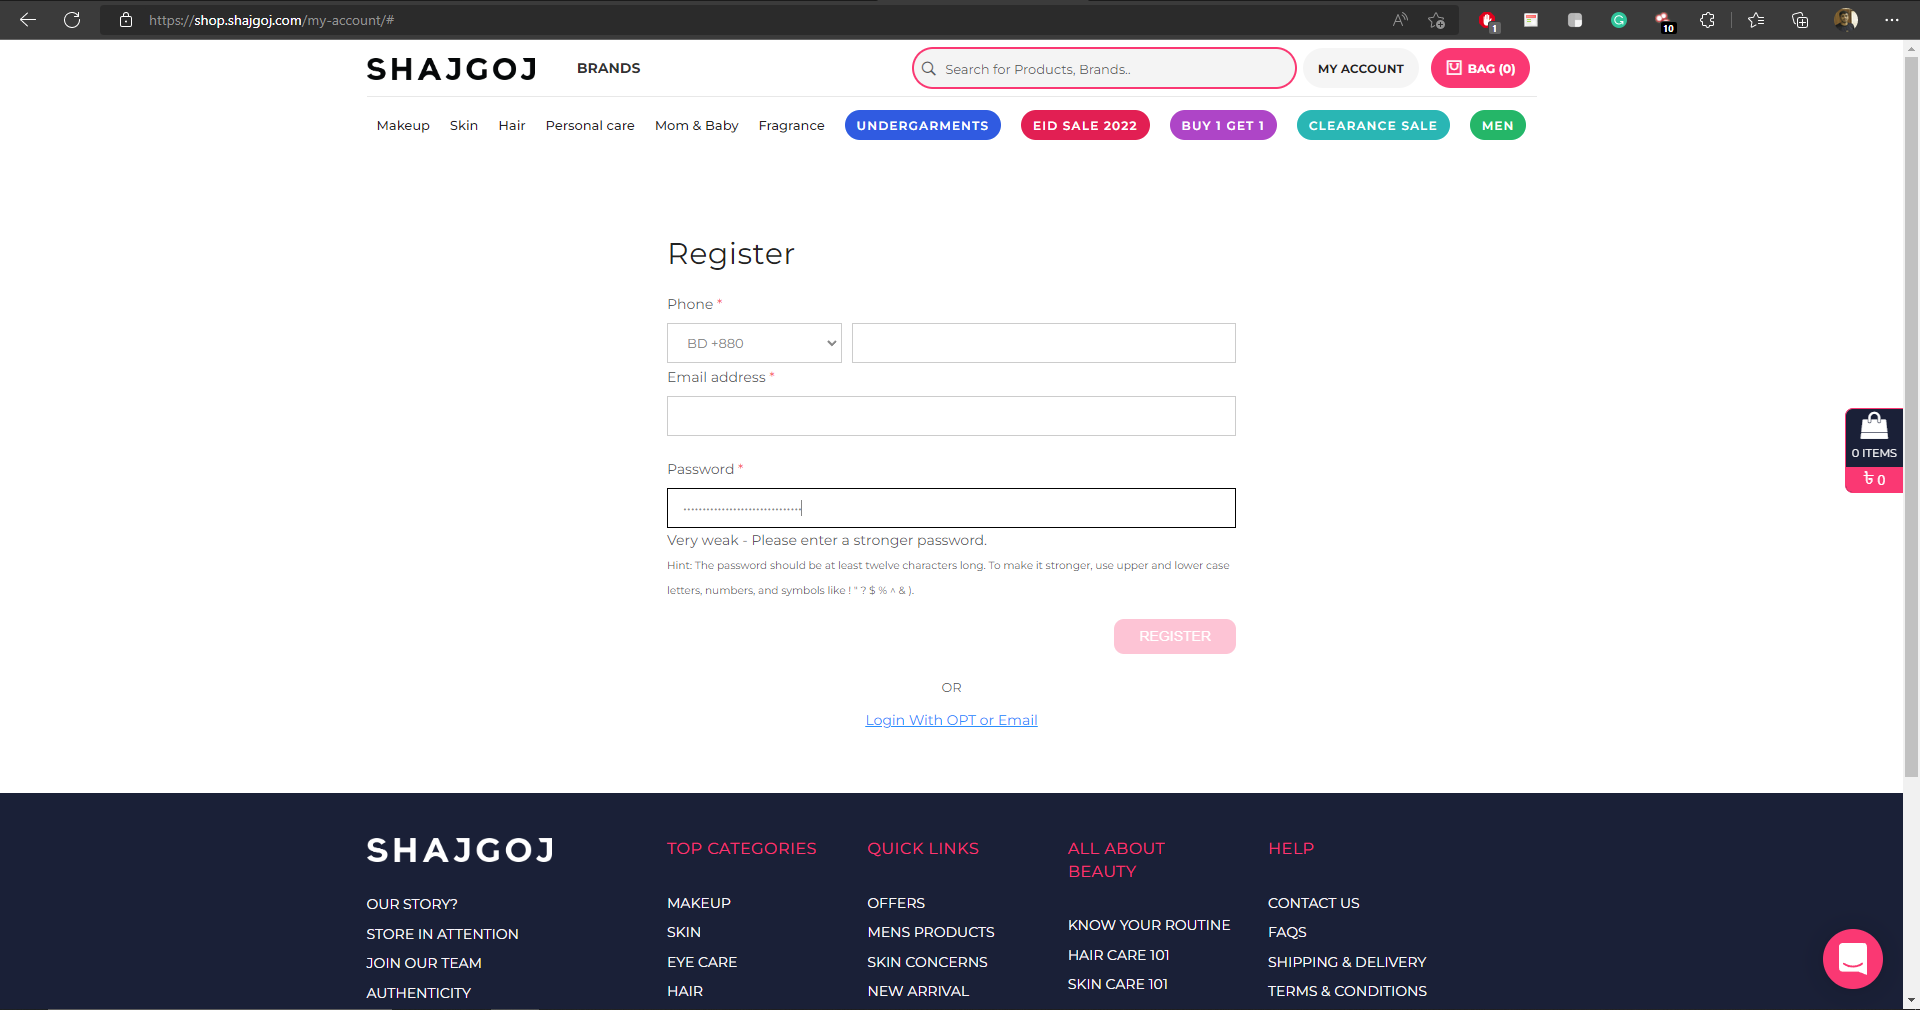 https://shop.shajgoj.com/my-account/#
1
10
SHAJGOJ
BRANDS
Search for Products, Brands..
MY ACCOUNT
BAG (0)
Makeup Skin Hair Personal care Mom & Baby Fragrance UNDERGARMENTS EID SALE 2022 BUY 1 GET 1 CLEARANCE SALE MEN
Register
Phone *
BD +880
Email address *
Password *
Very weak - Please enter a stronger password.
Hint: The password should be at least twelve characters long. To make it stronger, use upper and lower case
letters, numbers, and symbols like ! " ? $ % ^ & ).
REGISTER
OR
Login With OPT or Email
0 ITEMS
৳ 0
SHAJGOJ
OUR STORY?
STORE IN ATTENTION
JOIN OUR TEAM
AUTHENTICITY
TOP CATEGORIES
MAKEUP
SKIN
EYE CARE
HAIR
QUICK LINKS
OFFERS
MENS PRODUCTS
SKIN CONCERNS
NEW ARRIVAL
ALL ABOUT
BEAUTY
KNOW YOUR ROUTINE
HAIR CARE 101
SKIN CARE 101
HELP
CONTACT US
FAQS
SHIPPING & DELIVERY
TERMS & CONDITIONS